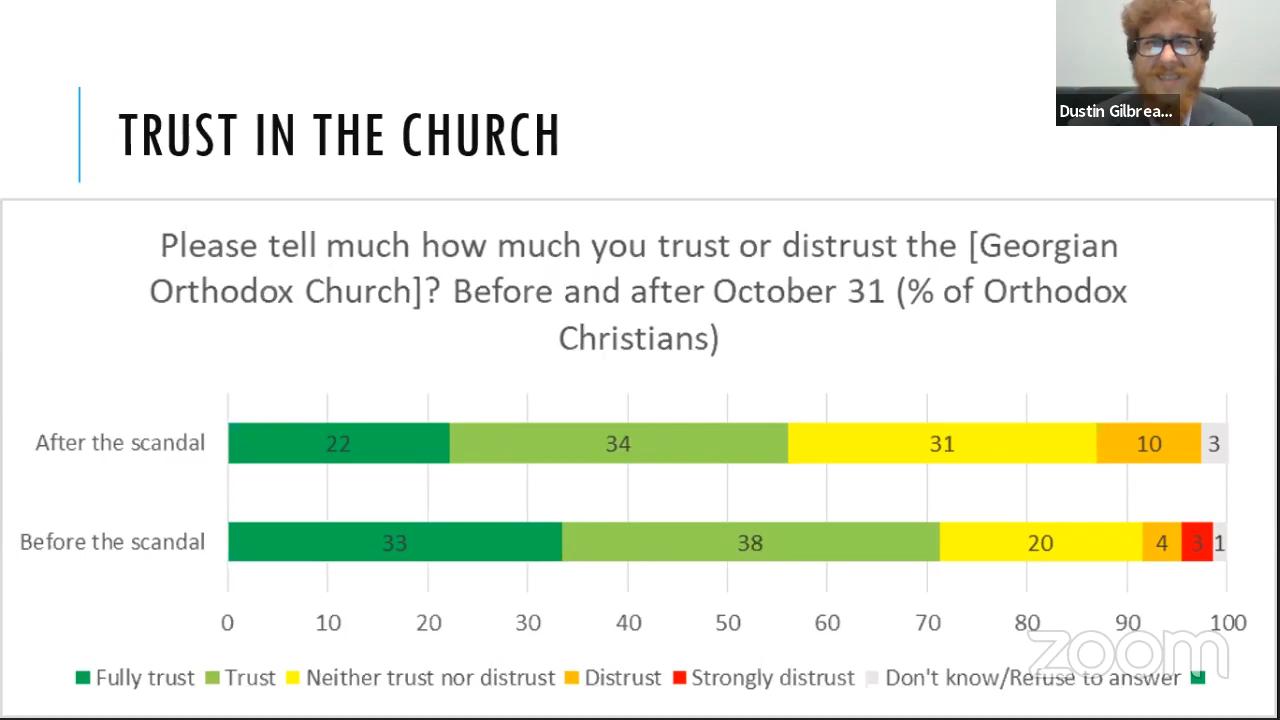 Dustin Gilbrea...
TRUST IN THE CHURCH
Please tell much how much you trust or distrust the [Georgian
Orthodox Church]? Before and after October 31 (% of Orthodox
Christians)
After the scandal
22 34 31 10 3
Before the scandal
33 38 20 4 3 1
0 10 20 30 40 50 60 70 80 90 100
zoom
Fully trust Trust Neither trust nor distrust Distrust Strongly distrust Don't know/Refuse to answer